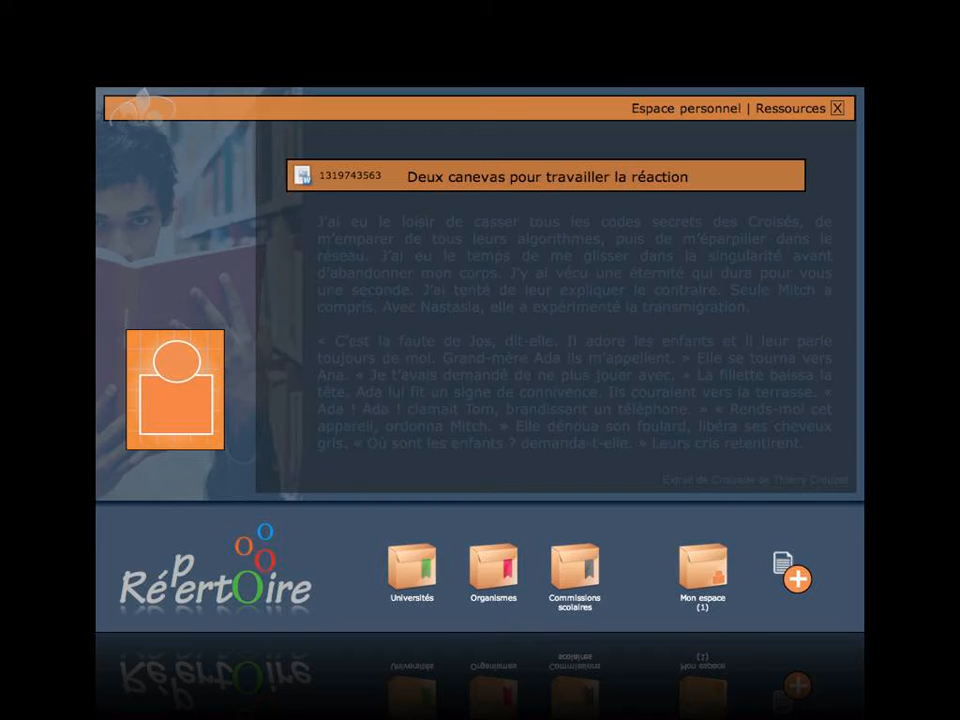 Espace personnel | Ressources X
1319743563 Deux canevas pour travailler la réaction
J'ai eu le loisir de casser tous les codes secrets des Croisés, de
m'emparer de tous leurs algorithmes, puis de m'éparpiller dans le
réseau. J'ai eu le temps de me glisser dans la singularité avant
d'abandonner mon corps. J'y ai vécu une éternité qui dura pour vous
une seconde. J'ai tenté de leur expliquer le contraire. Seule Mitch a
compris. Avec Nastasia, elle a expérimenté la transmigration.
« C'est la faute de Jos, dit-elle. Il adore les enfants et il leur parle
toujours de moi. Grand-mère Ada ils m'appellent. » Elle se tourna vers
Ana. « Je t'avais demandé de ne plus jouer avec. » La fillette baissa la
tête. Ada lui fit un signe de connivence. Ils couraient vers la terrasse. «
Ada ! Ada ! clamait Tom, brandissant un téléphone. » « Rends-moi cet
appareil, ordonna Mitch. » Elle dénoua son foulard, libéra ses cheveux
gris. « Où sont les enfants ? demanda-t-elle. » Leurs cris retentirent.
Extrait de Croisade de Thierry Crouzet
RépertOire
Universités
Organismes
Commissions
scolaires
Mon espace
(1)